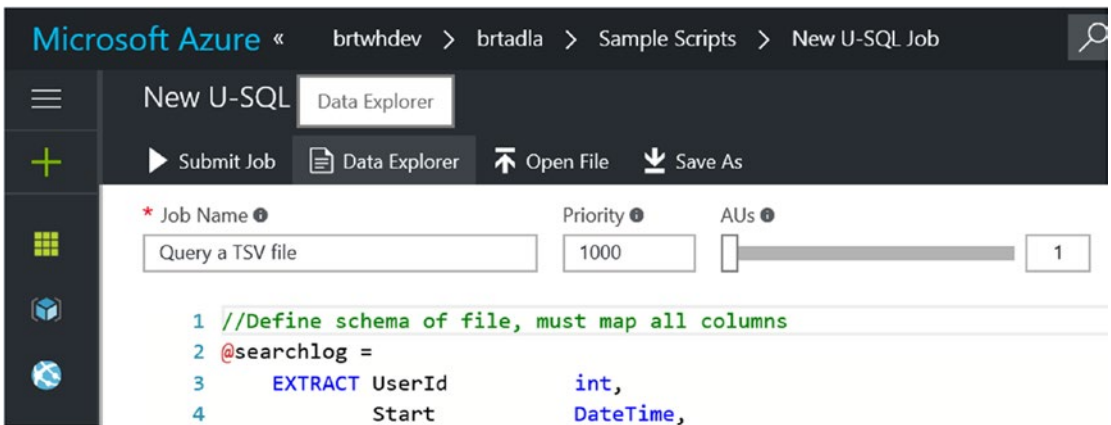 Microsoft Azure « brtwhdev > brtadla > Sample Scripts > New U-SQL Job
New U-SQL Data Explorer
Submit Job Data Explorer Open File Save As
* Job Name Priority AUs
Query a TSV file 1000 1
1 //Define schema of file, must map all columns
2 @searchlog =
3 EXTRACT UserId int,
4 Start DateTime,